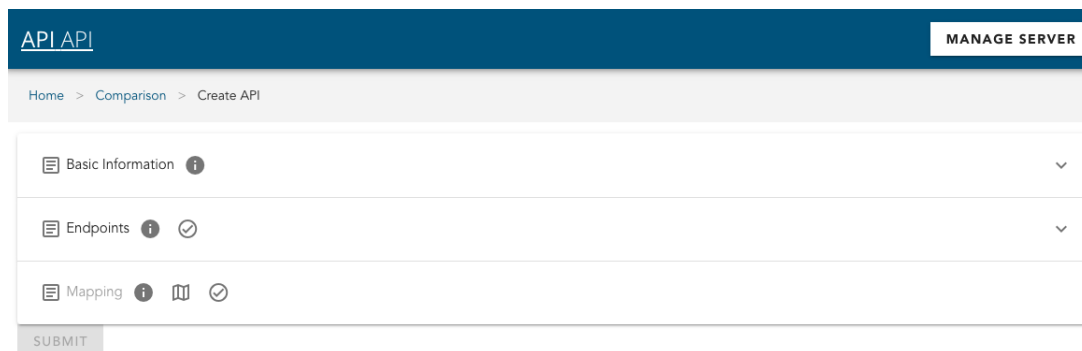 API API
MANAGE SERVER
Home > Comparison > Create API
Basic Information
Endpoints
Mapping
SUBMIT